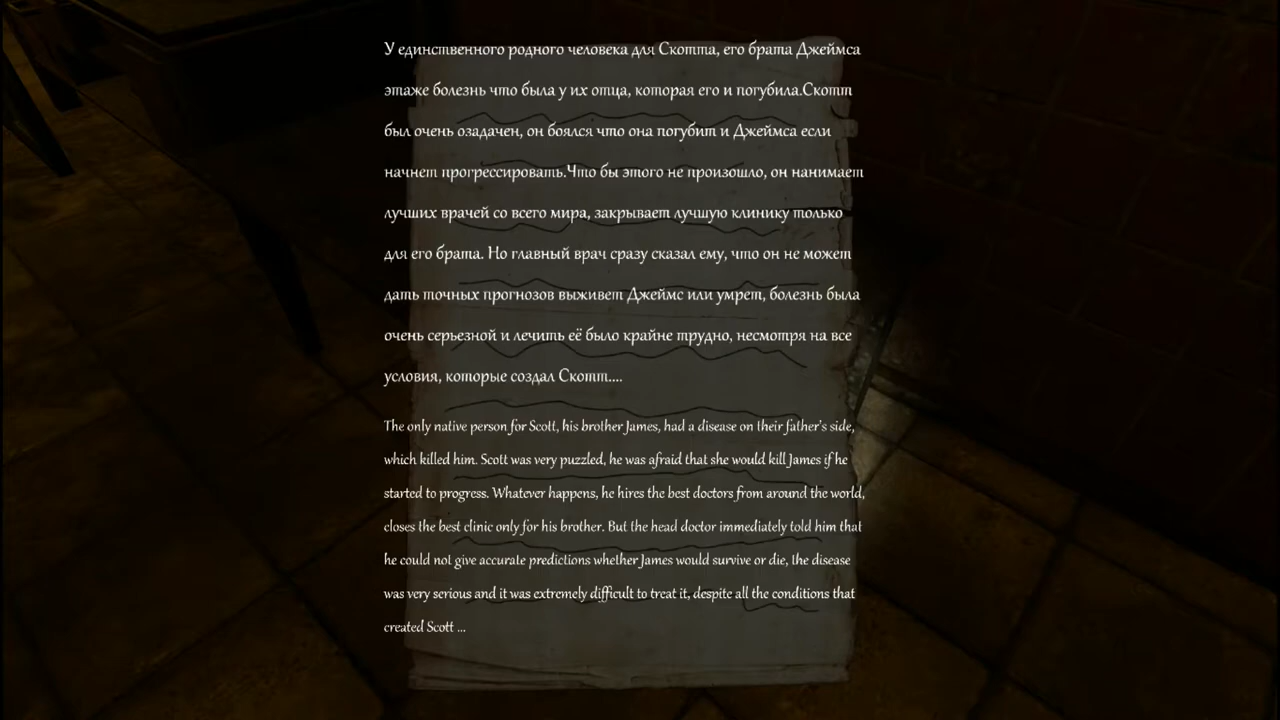 У единственного родного человека для Скотта, его брата Джеймса
этаже болезнь что была у их отца, которая его и погубила.Скотт
был очень озадачен, он боялся что она погубит и Джеймса если
начнет прогрессировать.Что бы этого не произошло, он нанимает
лучших врачей со всего мира, закрывает лучшую клинику только
для его брата. Но главный врач сразу сказал ему, что он не может
дать точных прогнозов выживет Джеймс или умрет, болезнь была
очень серьезной и лечить её было крайне трудно, несмотря на все
условия, которые создал Скотт....
The only native person for Scott, his brother James, had a disease on their father's side,
which killed him. Scott was very puzzled, he was afraid that she would kill James if he
started to progress. Whatever happens, he hires the best doctors from around the world,
closes the best clinic only for his brother. But the head doctor immediately told him that
he could not give accurate predictions whether James would survive or die, the disease
was very serious and it was extremely difficult to treat it, despite all the conditions that
created Scott ...